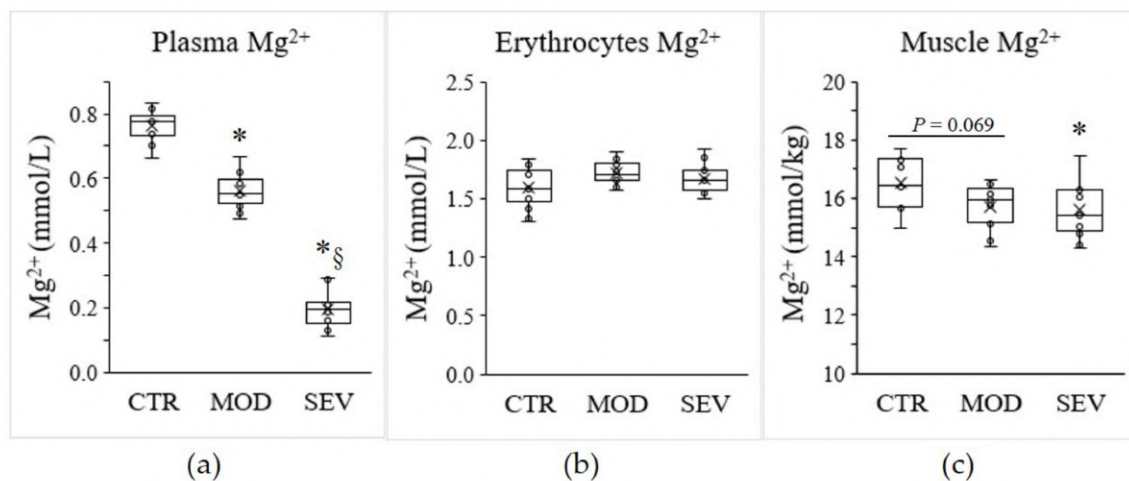 Plasma Mg²⁺
Mg²⁺ (mmol/L)
0.8
0.6
0.4
0.2
0.0
*
*§
CTR MOD SEV
(a)
Erythrocytes Mg²⁺
Mg²⁺ (mmol/L)
2.5
2.0
1.5
1.0
0.5
0.0
CTR MOD SEV
(b)
Muscle Mg²⁺
Mg²⁺ (mmol/kg)
20
18
16
14
12
10
P = 0.069
*
CTR MOD SEV
(c)